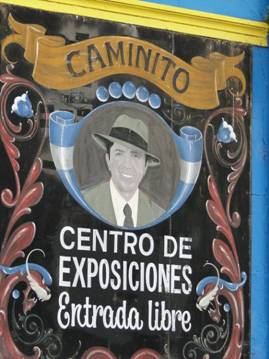 CAMINITO
CENTRO DE
EXPOSICIONES
Entrada libre